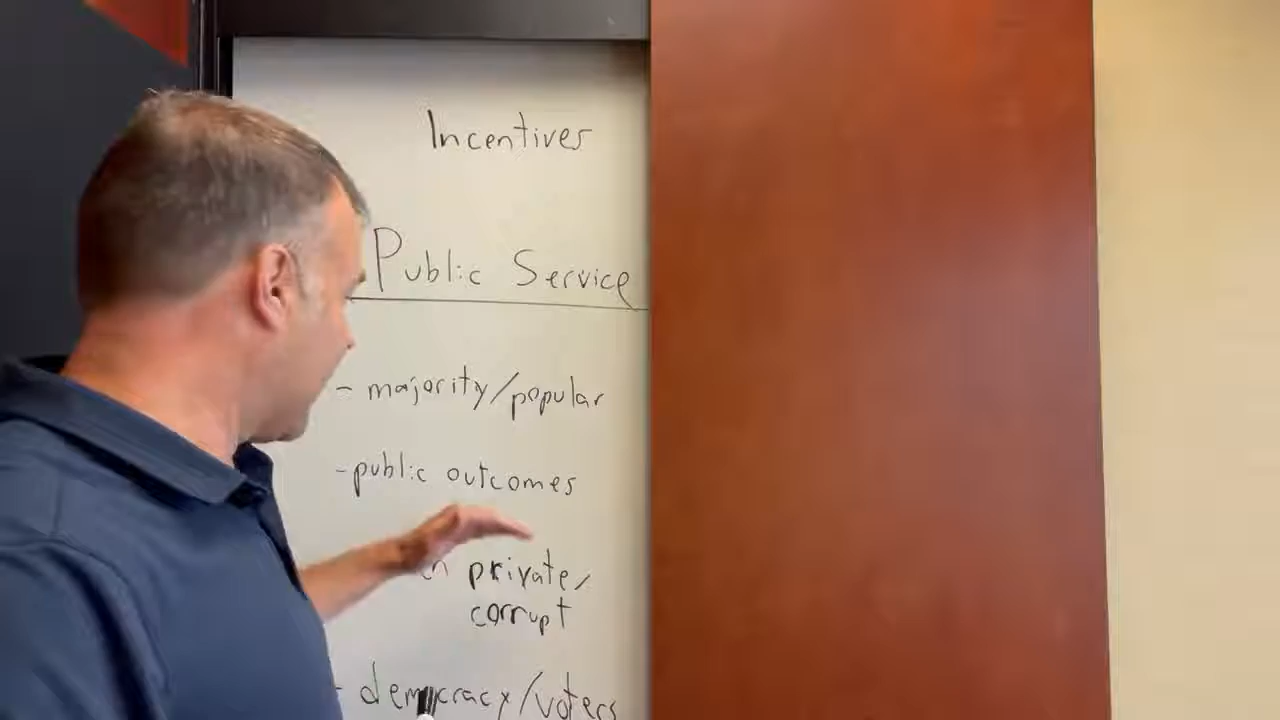 Incentives
Public Service
- majority/popular
- public outcomes
private/
corrupt
- democracy/voters